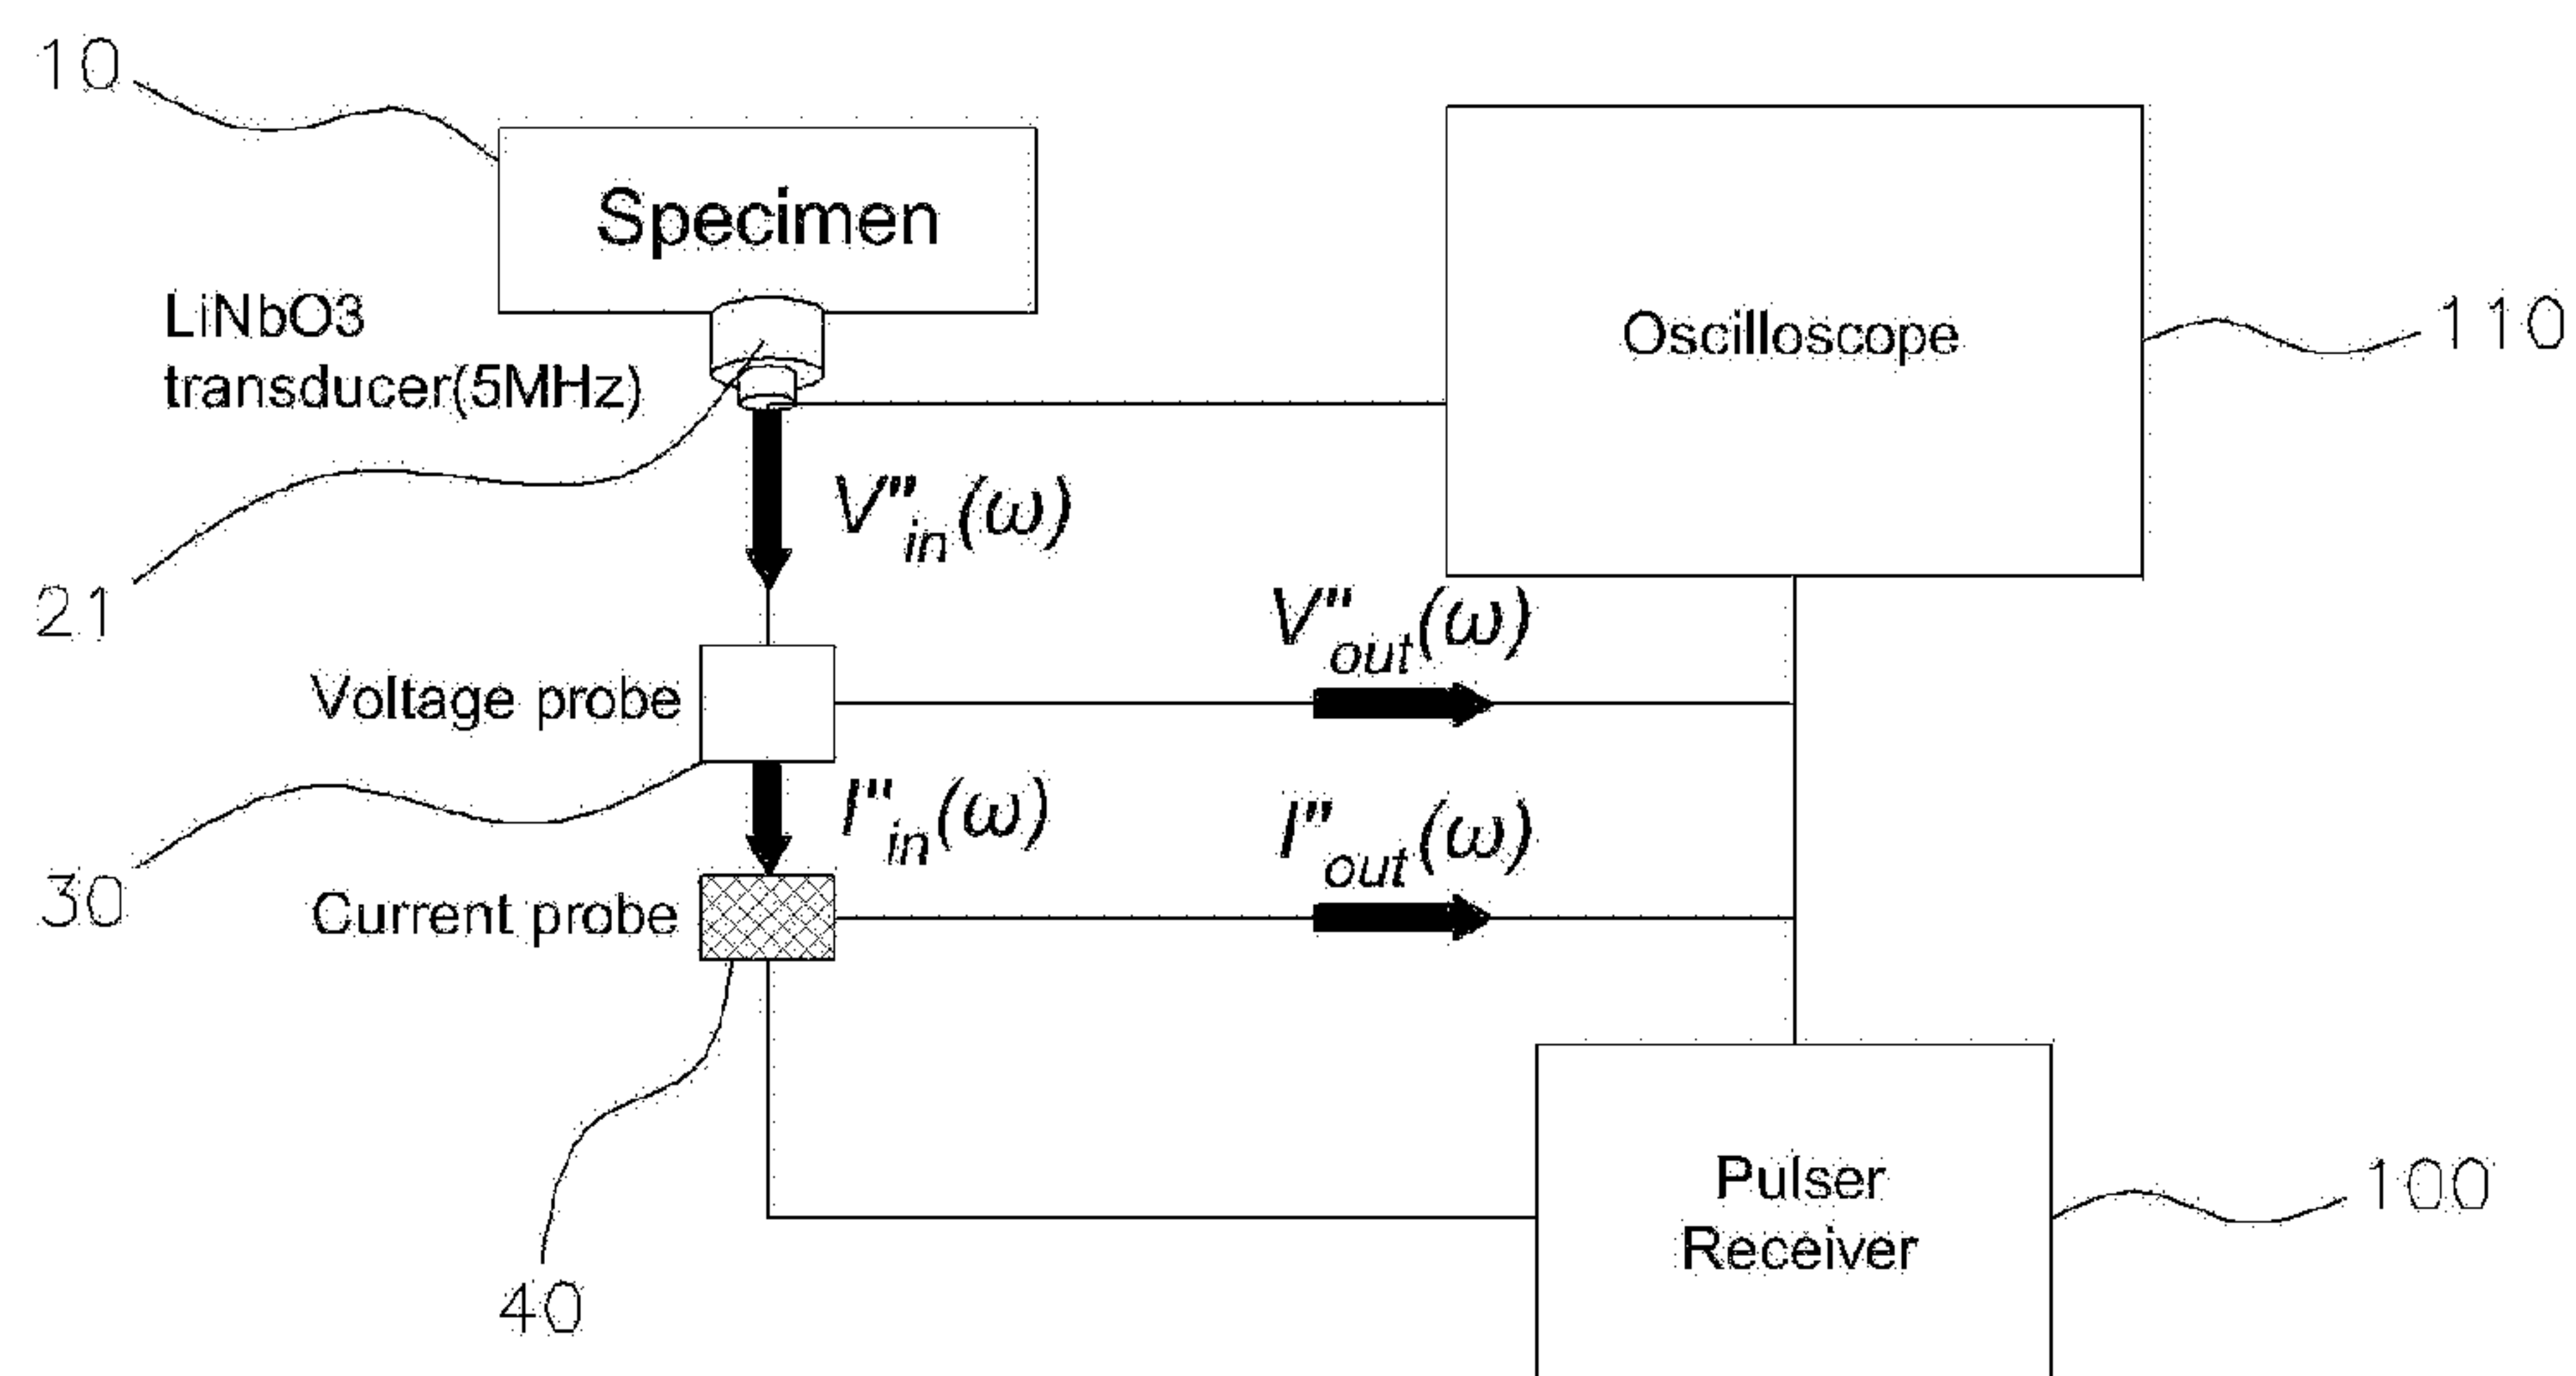 10
Specimen
LiNbO3
transducer(5MHz)
Oscilloscope
110
V"in(ω)
21
V"out(ω)
Voltage probe
I"in(ω)
I"out(ω)
30
Current probe
Pulser
Receiver
100
40